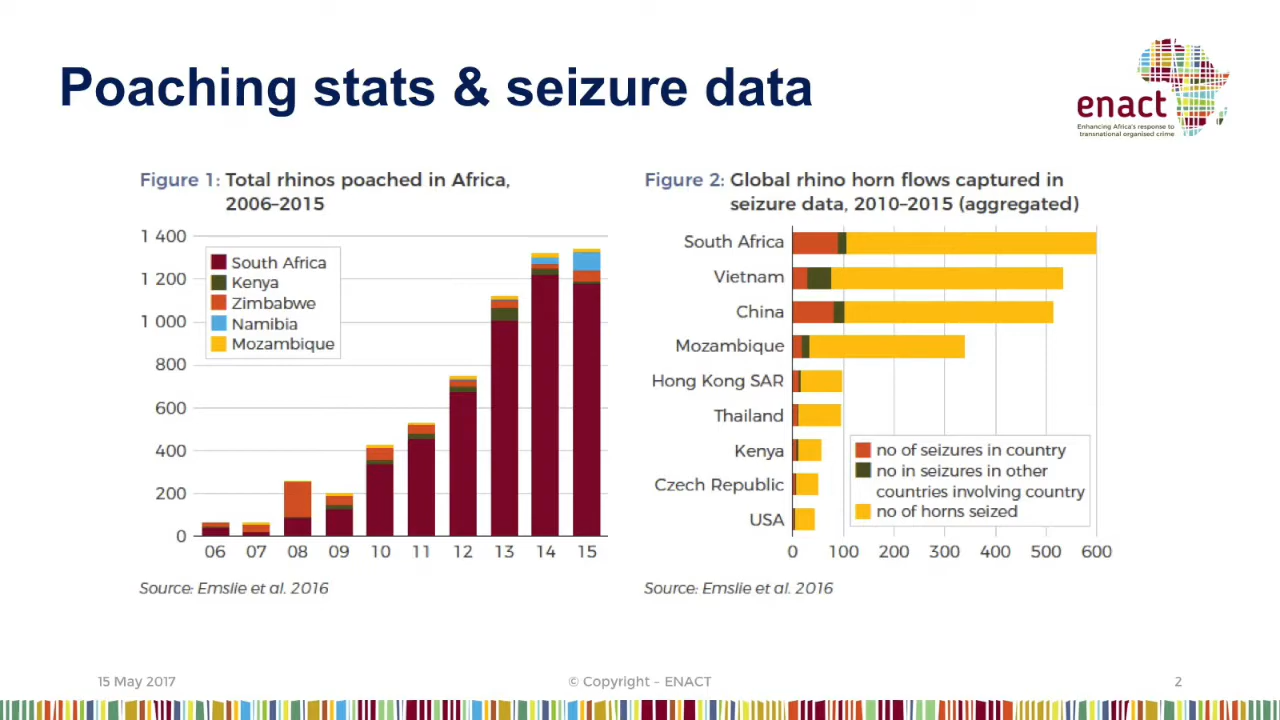 Poaching stats & seizure data
enact
Enhancing Africa's response to
transnational organised crime
Figure 1: Total rhinos poached in Africa,
2006–2015
1 400
1 200
1 000
800
600
400
200
0
South Africa
Kenya
Zimbabwe
Namibia
Mozambique
06 07 08 09 10 11 12 13 14 15
Source: Emslie et al. 2016
Figure 2: Global rhino horn flows captured in
seizure data, 2010–2015 (aggregated)
South Africa
Vietnam
China
Mozambique
Hong Kong SAR
Thailand
Kenya
Czech Republic
USA
no of seizures in country
no in seizures in other
countries involving country
no of horns seized
0 100 200 300 400 500 600
Source: Emslie et al. 2016
15 May 2017
© Copyright – ENACT
2